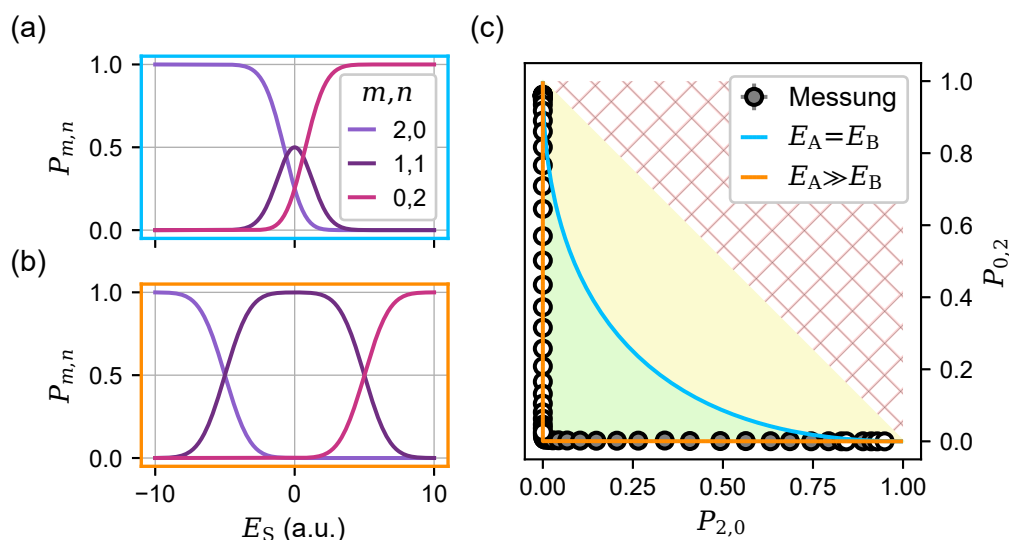 (a)
1.0
0.5
0.0
P_{m,n}
m,n
2,0
1,1
0,2
(b)
1.0
0.5
0.0
P_{m,n}
−10
0
10
E_S (a.u.)
(c)
Messung
E_A=E_B
E_A≫E_B
1.0
0.8
0.6
0.4
0.2
0.0
P_{0,2}
0.00
0.25
0.50
0.75
1.00
P_{2,0}